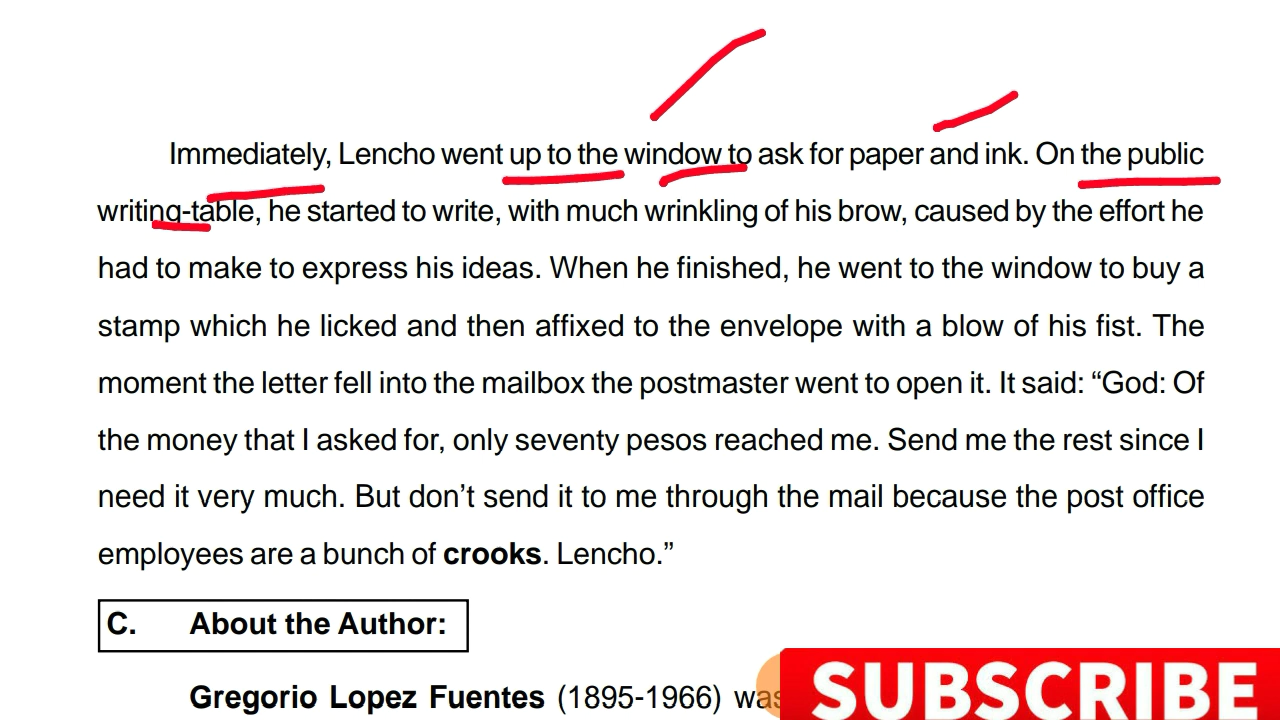 Immediately, Lencho went up to the window to ask for paper and ink. On the public
writing-table, he started to write, with much wrinkling of his brow, caused by the effort he
had to make to express his ideas. When he finished, he went to the window to buy a
stamp which he licked and then affixed to the envelope with a blow of his fist. The
moment the letter fell into the mailbox the postmaster went to open it. It said: “God: Of
the money that I asked for, only seventy pesos reached me. Send me the rest since I
need it very much. But don’t send it to me through the mail because the post office
employees are a bunch of crooks. Lencho.”
C. About the Author:
Gregorio Lopez Fuentes (1895-1966) was
SUBSCRIBE